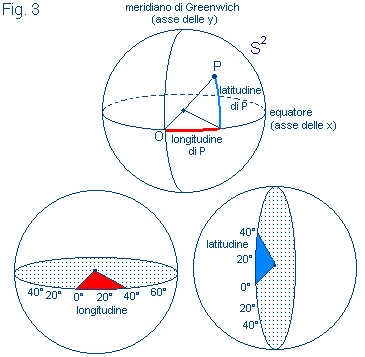 Fig. 3
meridiano di Greenwich
(asse delle y)
S²
P
latitudine
di P
equatore
(asse delle x)
O
longitudine
di P
40° 20° 0° 20° 40° 60°
longitudine
40°
latitudine
20°
0°
20°
40°